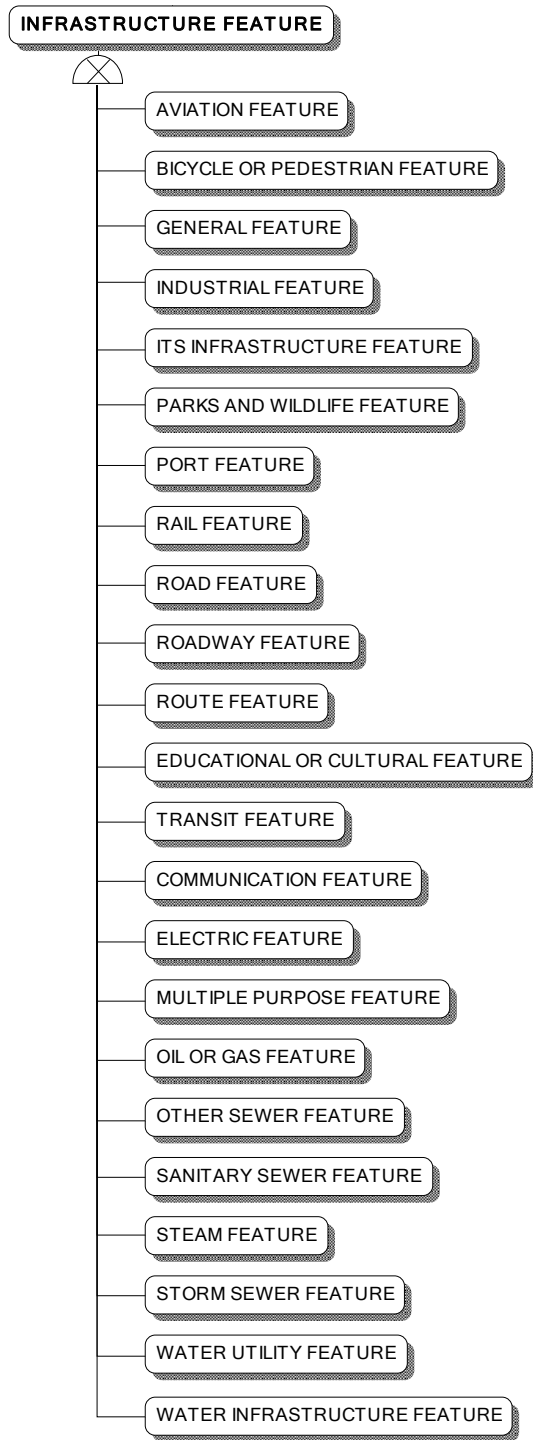 INFRASTRUCTURE FEATURE
AVIATION FEATURE
BICYCLE OR PEDESTRIAN FEATURE
GENERAL FEATURE
INDUSTRIAL FEATURE
ITS INFRASTRUCTURE FEATURE
PARKS AND WILDLIFE FEATURE
PORT FEATURE
RAIL FEATURE
ROAD FEATURE
ROADWAY FEATURE
ROUTE FEATURE
EDUCATIONAL OR CULTURAL FEATURE
TRANSIT FEATURE
COMMUNICATION FEATURE
ELECTRIC FEATURE
MULTIPLE PURPOSE FEATURE
OIL OR GAS FEATURE
OTHER SEWER FEATURE
SANITARY SEWER FEATURE
STEAM FEATURE
STORM SEWER FEATURE
WATER UTILITY FEATURE
WATER INFRASTRUCTURE FEATURE